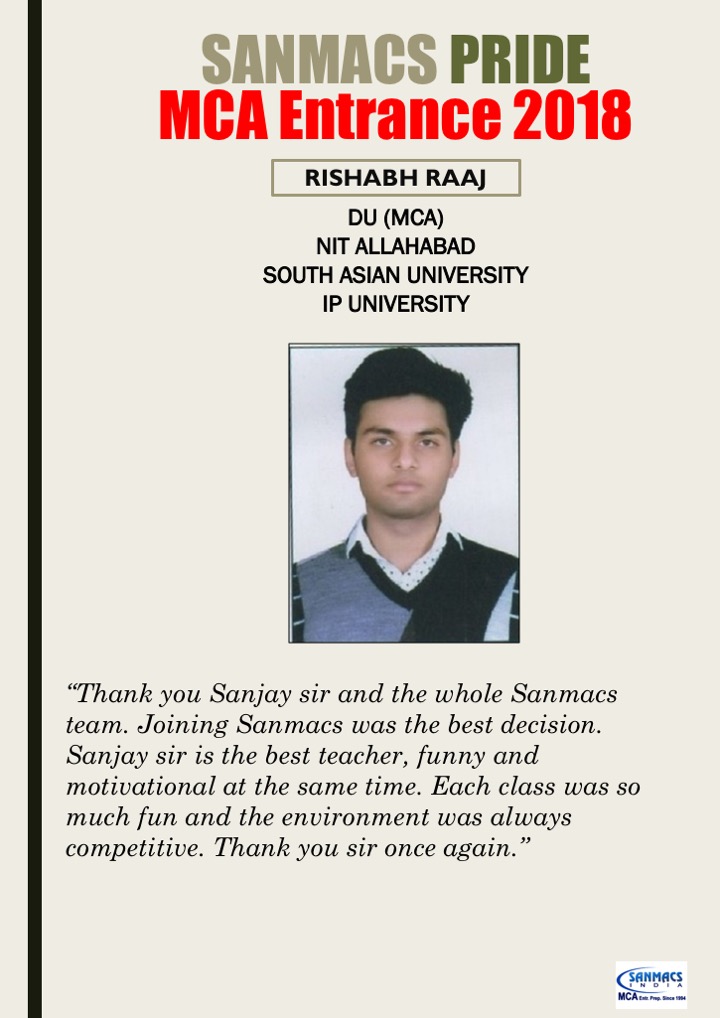 SANMACS PRIDE
MCA Entrance 2018
RISHABH RAAJ
DU (MCA)
NIT ALLAHABAD
SOUTH ASIAN UNIVERSITY
IP UNIVERSITY
“Thank you Sanjay sir and the whole Sanmacs
team. Joining Sanmacs was the best decision.
Sanjay sir is the best teacher, funny and
motivational at the same time. Each class was so
much fun and the environment was always
competitive. Thank you sir once again.”
SANMACS
INDIA
MCA Entr. Prep. Since 1994